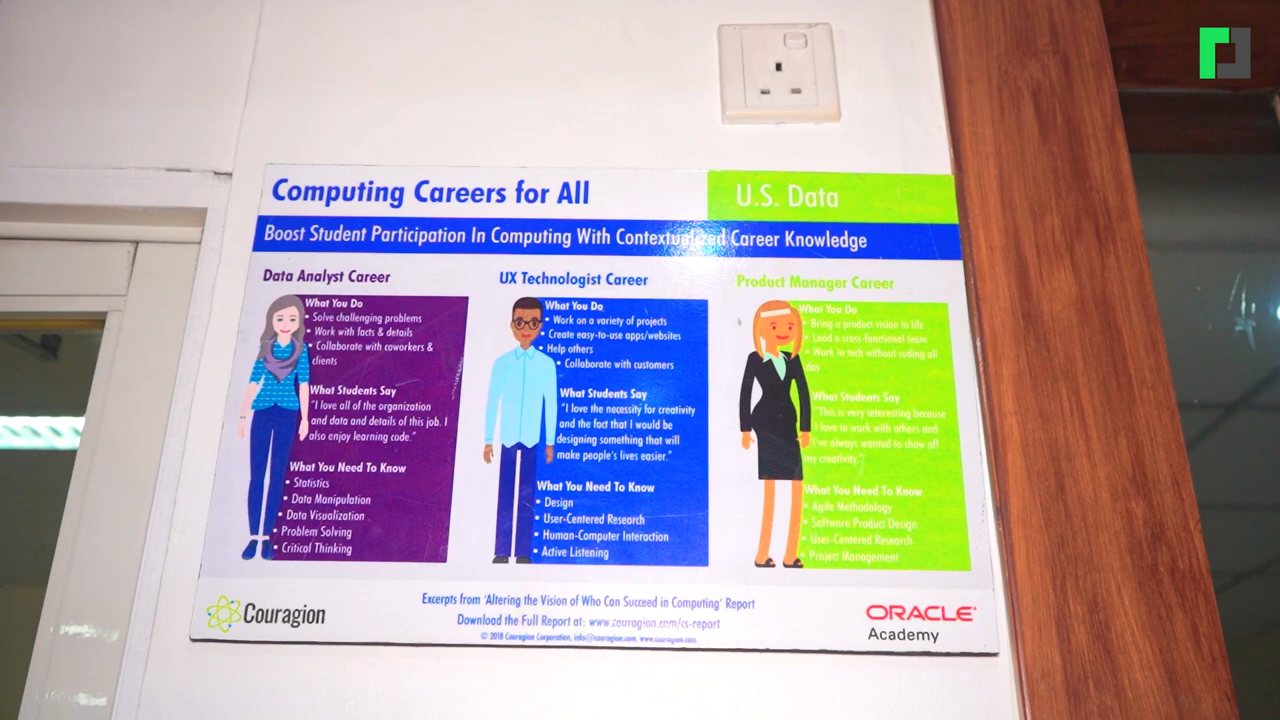 Computing Careers for All
U.S. Data
Boost Student Participation In Computing With Contextualized Career Knowledge
Data Analyst Career
What You Do
• Solve challenging problems
• Work with facts & details
• Collaborate with coworkers &
clients
What Students Say
"I love all of the organization
and data and details of this job. I
also enjoy learning code."
What You Need To Know
• Statistics
• Data Manipulation
• Data Visualization
• Problem Solving
• Critical Thinking
UX Technologist Career
What You Do
• Work on a variety of projects
• Create easy-to-use apps/websites
• Help others
• Collaborate with customers
What Students Say
"I love the necessity for creativity
and the fact that I would be
designing something that will
make people's lives easier."
What You Need To Know
• Design
• User-Centered Research
• Human-Computer Interaction
• Active Listening
Product Manager Career
What You Do
• Bring a product vision to life
• Lead a cross-functional team
• Work in tech without coding all
day
What Students Say
"This is very interesting because
I love to work with others and
I've always wanted to show off
my creativity."
What You Need To Know
• Agile Methodology
• Software Product Design
• User-Centered Research
• Project Management
Couragion
Excerpts from 'Altering the Vision of Who Can Succeed in Computing' Report
Download the Full Report at: www.couragion.com/cs-report
© 2018 Couragion Corporation, info@couragion.com, www.couragion.com
ORACLE
Academy